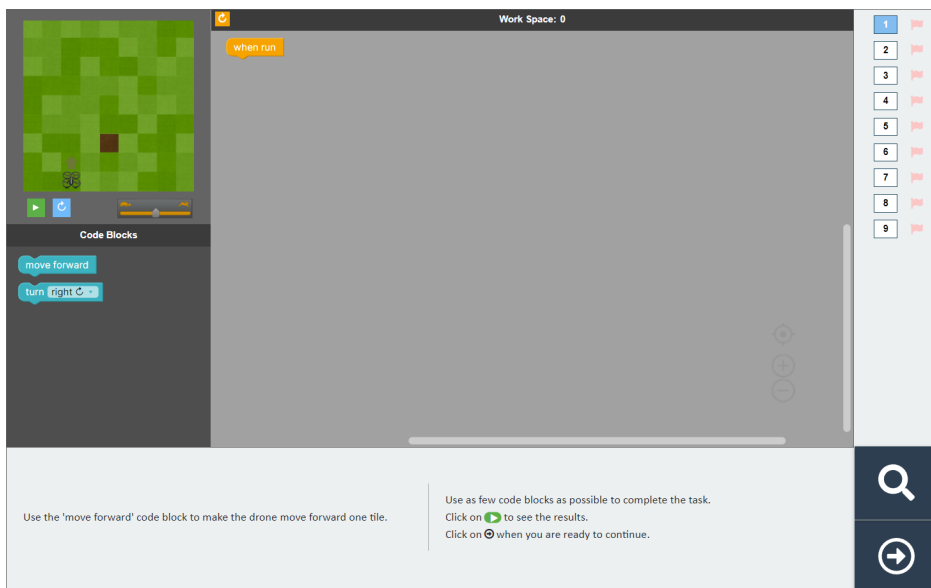 Work Space: 0
when run
Code Blocks
move forward
turn right
1
2
3
4
5
6
7
8
9
Use the 'move forward' code block to make the drone move forward one tile.
Use as few code blocks as possible to complete the task.
Click on to see the results.
Click on when you are ready to continue.